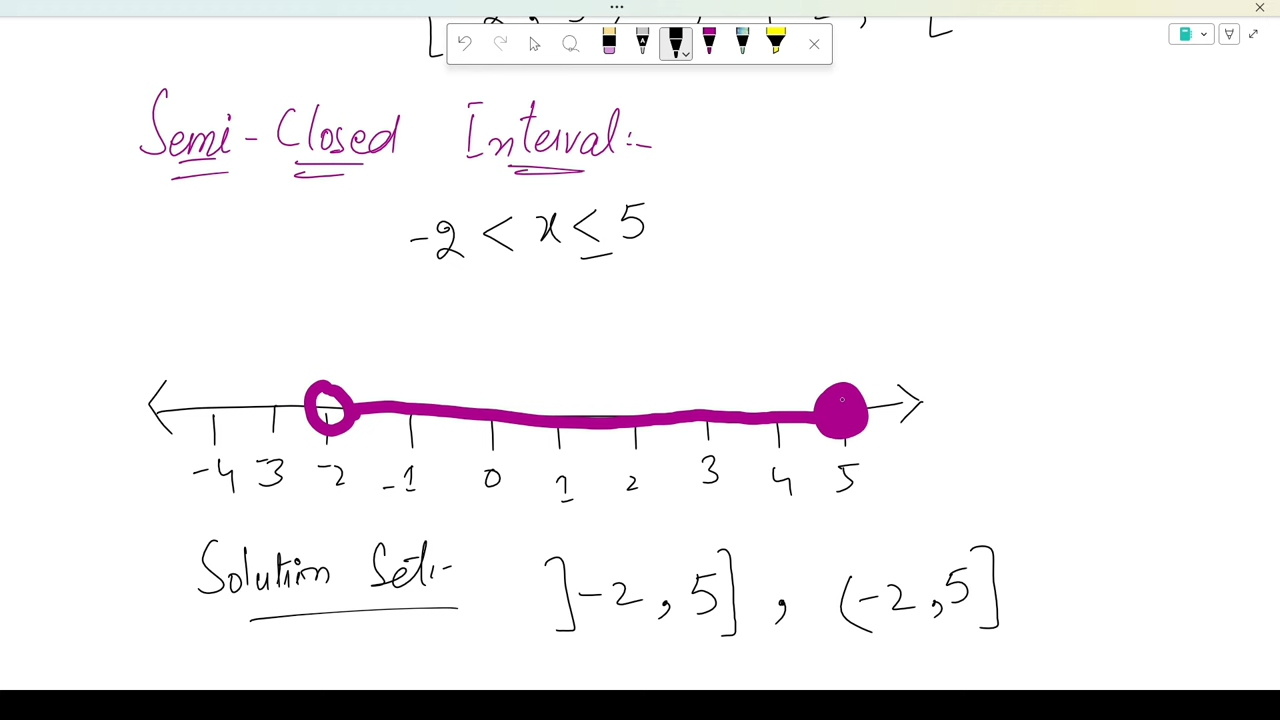 Semi-Closed Interval:-
-2 < x ≤ 5
-4 -3 -2 -1 0 1 2 3 4 5
Solution Set:- ]-2, 5] , (-2, 5]